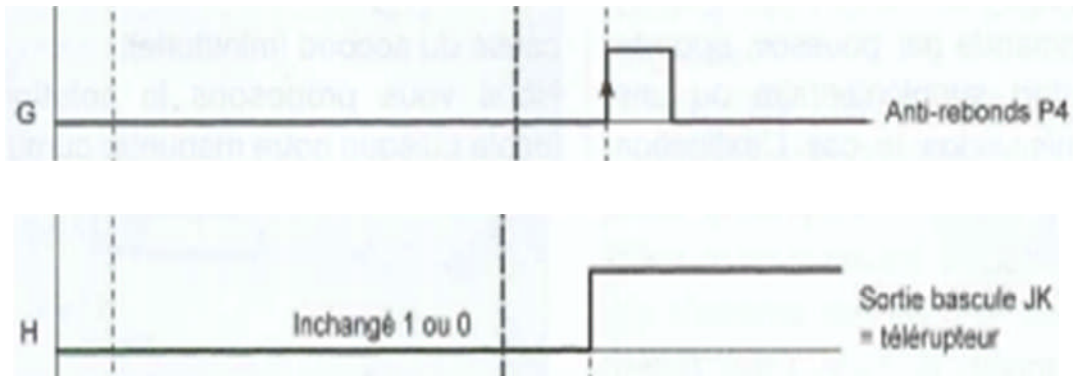 G
Anti-rebonds P4
H
Inchangé 1 ou 0
Sortie bascule JK
= télérupteur